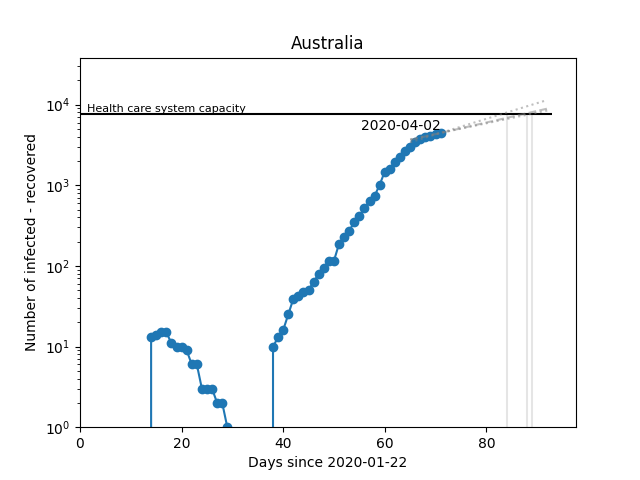 Australia
Number of infected - recovered
10^4
10^3
10^2
10^1
10^0
Health care system capacity
2020-04-02
0 20 40 60 80
Days since 2020-01-22